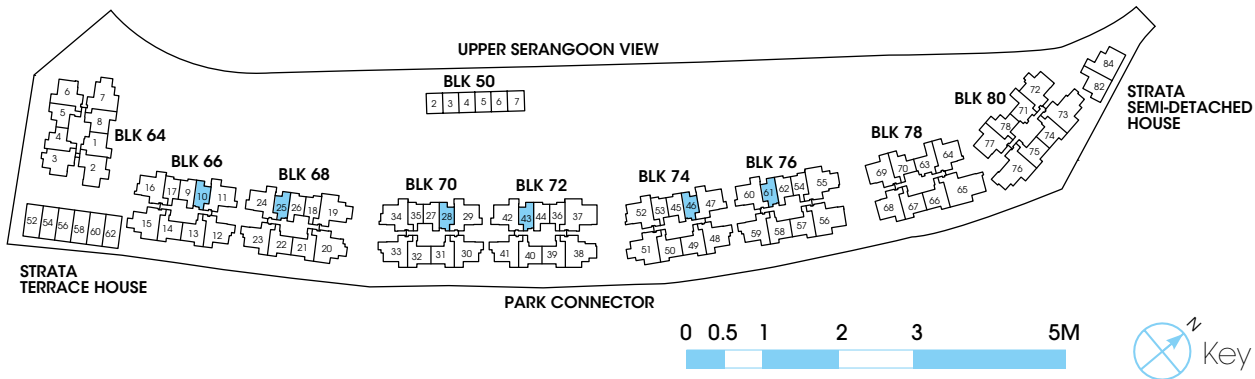 UPPER SERANGOON VIEW
BLK 50
2 3 4 5 6 7
84
82
STRATA
SEMI-DETACHED
HOUSE
BLK 80
72
71
73
78
74
77
75
76
6
7
5
8
BLK 64
4
1
3
2
BLK 66
16 17 9 10 11
15 14 13 12
BLK 68
24 25 26 18 19
23 22 21 20
BLK 70
34 35 27 28 29
33 32 31 30
BLK 72
42 43 44 36 37
41 40 39 38
BLK 74
52 53 45 46 47
51 50 49 48
BLK 76
60 61 62 54 55
59 58 57 56
BLK 78
69 70 63 64
68 67 66 65
52 54 56 58 60 62
STRATA
TERRACE HOUSE
PARK CONNECTOR
0 0.5 1 2 3 5M
N
Key